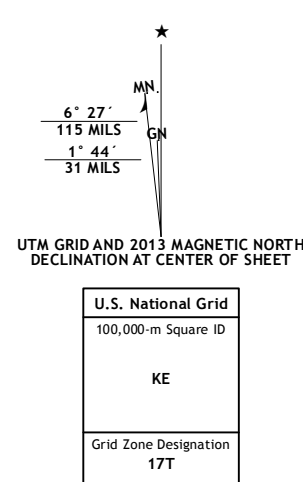 ★
MN.
6° 27´
115 MILS
GN
1° 44´
31 MILS
UTM GRID AND 2013 MAGNETIC NORTH
DECLINATION AT CENTER OF SHEET
U.S. National Grid
100,000-m Square ID
KE
Grid Zone Designation
17T